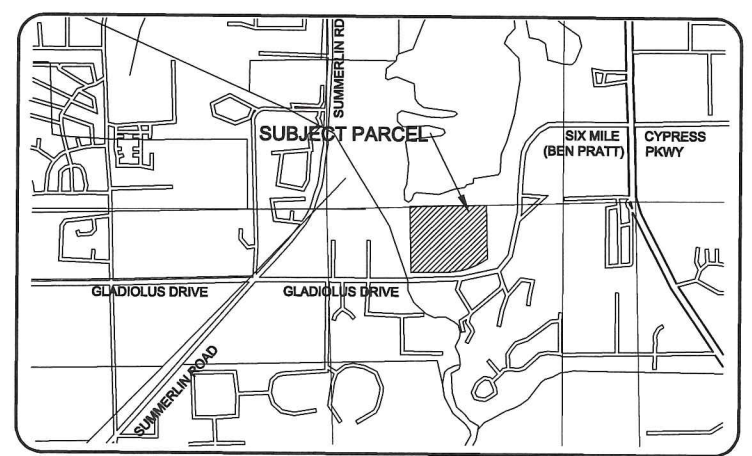 SUMMERLIN RD
SUBJECT PARCEL
SIX MILE
(BEN PRATT)
CYPRESS
PKWY
GLADIOLUS DRIVE
GLADIOLUS DRIVE
SUMMERLIN ROAD